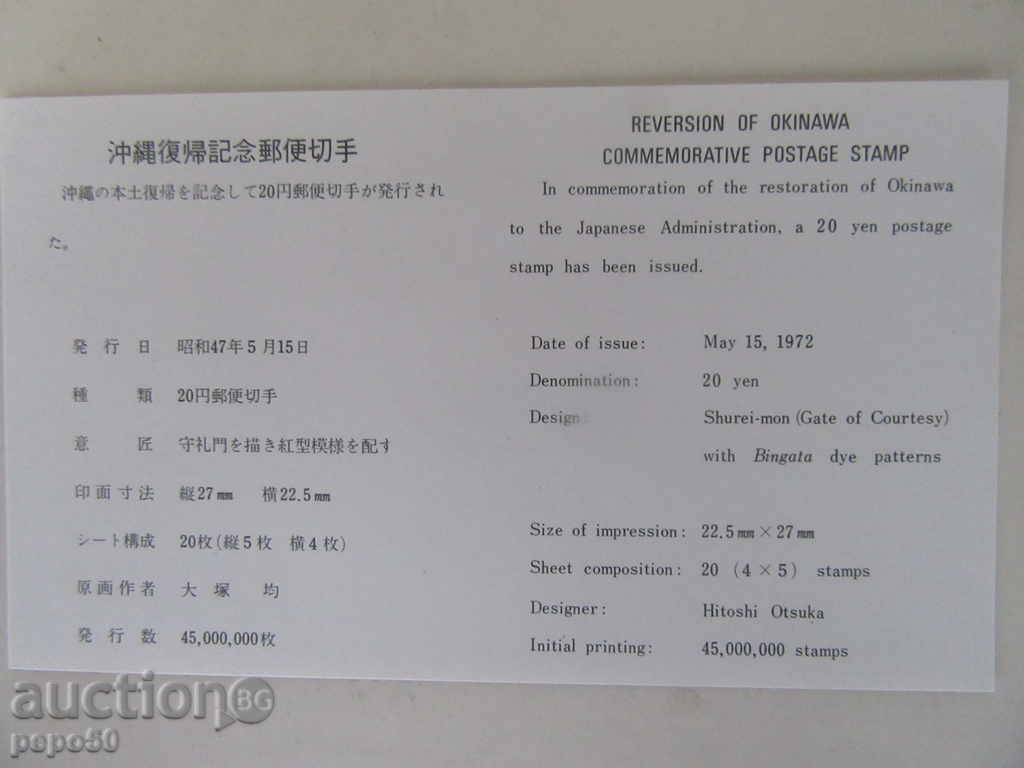 沖縄復帰記念郵便切手
沖縄の本土復帰を記念して20円郵便切手が発行され
た。
発行日 昭和47年5月15日
種類 20円郵便切手
意匠 守礼門を描き紅型模様を配す
印面寸法 縦27㎜ 横22.5㎜
シート構成 20枚(縦5枚 横4枚)
原画作者 大塚 均
発行数 45,000,000枚
REVERSION OF OKINAWA
COMMEMORATIVE POSTAGE STAMP
In commemoration of the restoration of Okinawa
to the Japanese Administration, a 20 yen postage
stamp has been issued.
Date of issue: May 15, 1972
Denomination: 20 yen
Design: Shurei-mon (Gate of Courtesy)
with Bingata dye patterns
Size of impression: 22.5㎜×27㎜
Sheet composition: 20 (4×5) stamps
Designer: Hitoshi Otsuka
Initial printing: 45,000,000 stamps
auction BG
pepo50